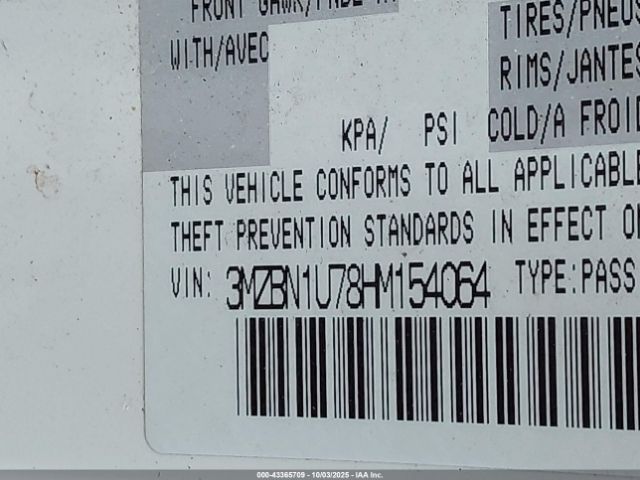 FRONT GAWR/PNBE
WITH/AVEC
TIRES/PNEUS
RIMS/JANTES
KPA/ PSI COLD/A FROID
THIS VEHICLE CONFORMS TO ALL APPLICABLE
THEFT PREVENTION STANDARDS IN EFFECT ON
VIN: 3MZBN1U78HM154064 TYPE:PASS
000-43365709 - 10/03/2025 - IAA Inc.